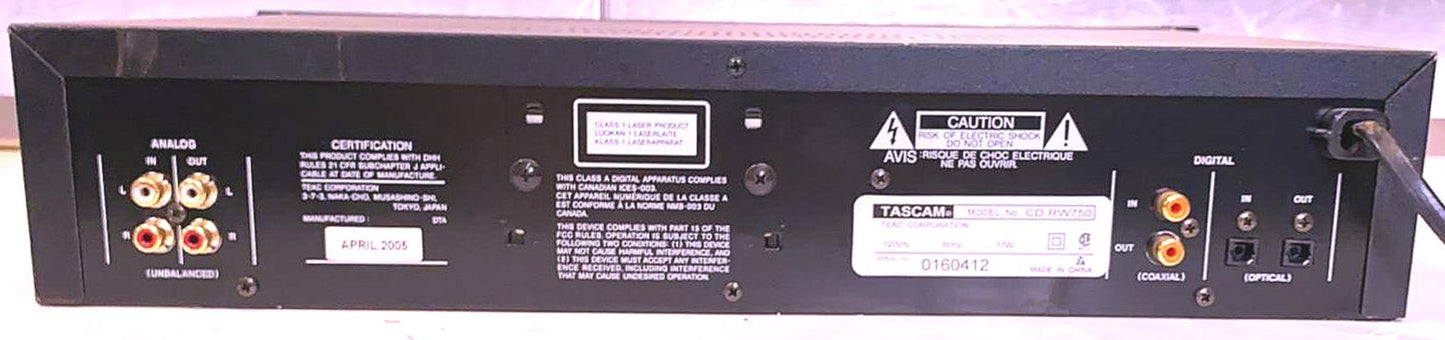 ANALOG
IN OUT
L L
R R
(UNBALANCED)
CERTIFICATION
THIS PRODUCT COMPLIES WITH DHH
RULES 21 CFR SUBCHAPTER J APPLI-
CABLE AT DATE OF MANUFACTURE.
TEAC CORPORATION
3-7-3, NAKA-CHO, MUSASHINO-SHI,
TOKYO, JAPAN
MANUFACTURED : DTA
APRIL.2005
CLASS 1 LASER PRODUCT
LUOKAN 1 LASERLAITE
KLASS 1 LASERAPPARAT
THIS CLASS A DIGITAL APPARATUS COMPLIES
WITH CANADIAN ICES-003.
CET APPAREIL NUMÉRIQUE DE LA CLASSE A
EST CONFORME À LA NORME NMB-003 DU
CANADA.
THIS DEVICE COMPLIES WITH PART 15 OF THE
FCC RULES. OPERATION IS SUBJECT TO THE
FOLLOWING TWO CONDITIONS: (1) THIS DEVICE
MAY NOT CAUSE HARMFUL INTERFERENCE, AND
(2) THIS DEVICE MUST ACCEPT ANY INTERFER-
ENCE RECEIVED, INCLUDING INTERFERENCE
THAT MAY CAUSE UNDESIRED OPERATION.
CAUTION
RISK OF ELECTRIC SHOCK
DO NOT OPEN
AVIS : RISQUE DE CHOC ELECTRIQUE
NE PAS OUVRIR.
TASCAM® MODEL No. CD-RW750
TEAC CORPORATION
0160412
MADE IN CHINA
DIGITAL
IN
OUT
(COAXIAL)
IN OUT
(OPTICAL)